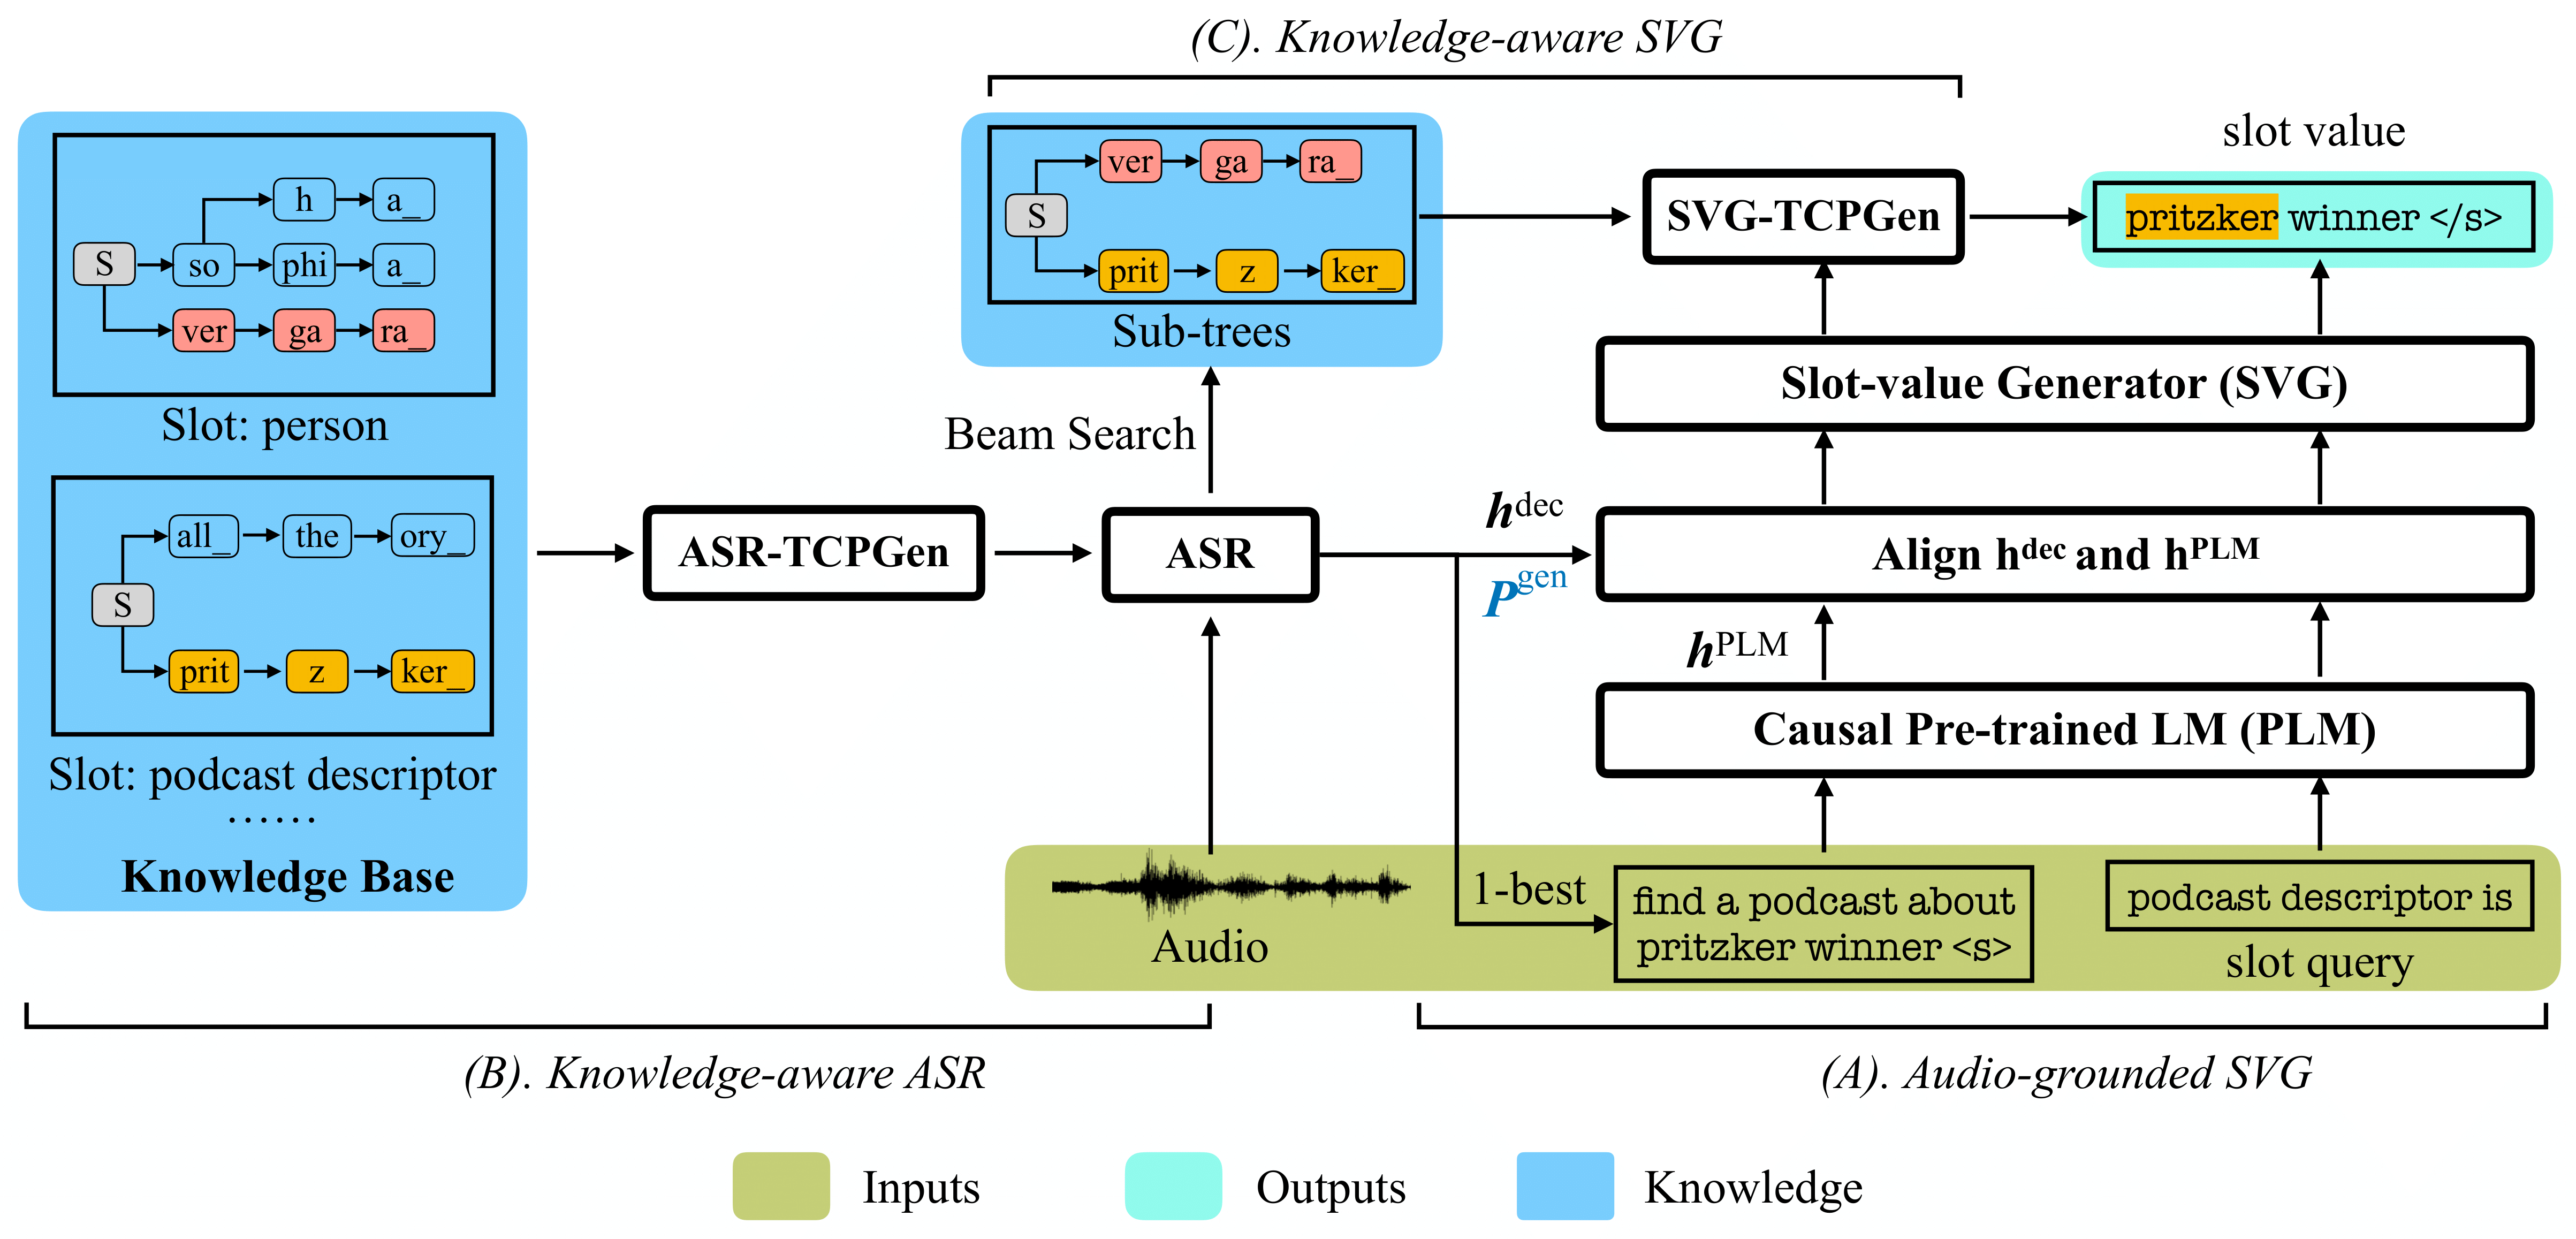 (C). Knowledge-aware SVG
h a_
S so phi a_
ver ga ra_
Slot: person
all_ the ory_
S
prit z ker_
Slot: podcast descriptor
......
Knowledge Base
ASR-TCPGen
ver ga ra_
S
prit z ker_
Sub-trees
Beam Search
ASR
SVG-TCPGen
slot value
pritzker winner </s>
Slot-value Generator (SVG)
h^dec
P^gen
Align h^dec and h^PLM
h^PLM
Causal Pre-trained LM (PLM)
Audio
1-best
find a podcast about
pritzker winner <s>
podcast descriptor is
slot query
(B). Knowledge-aware ASR
(A). Audio-grounded SVG
Inputs
Outputs
Knowledge